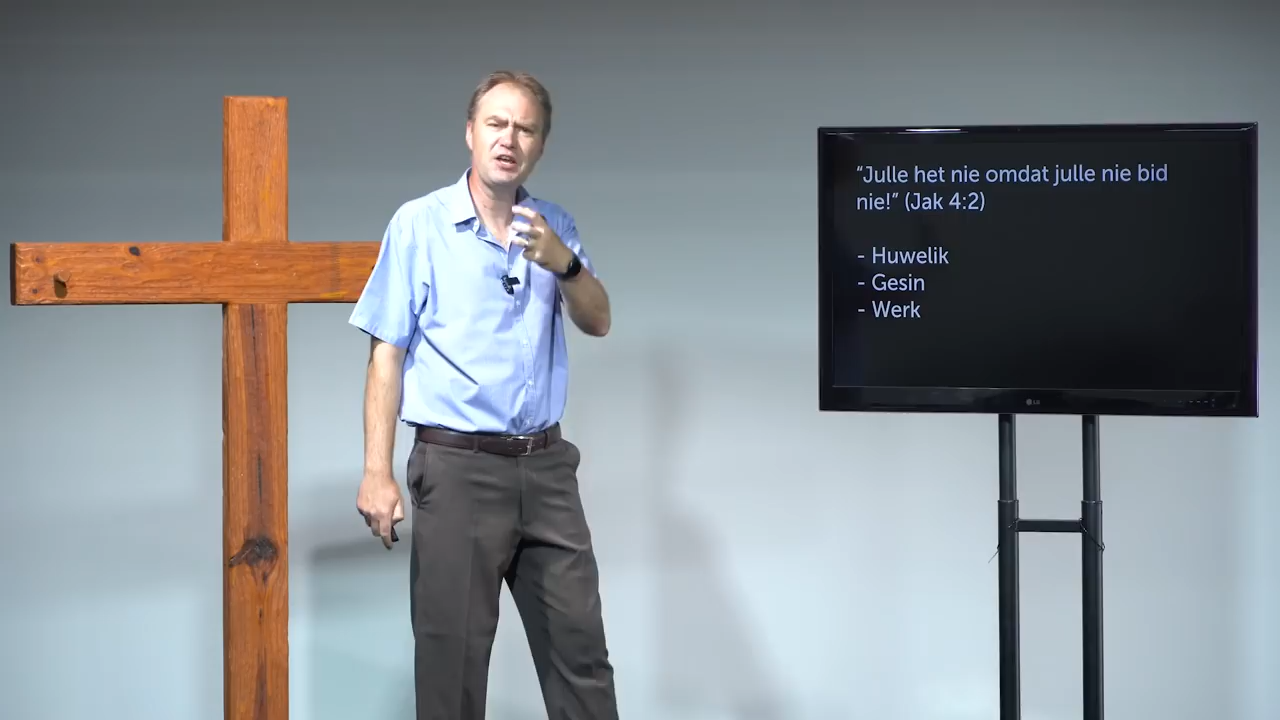 “Julle het nie omdat julle nie bid
nie!” (Jak 4:2)
- Huwelik
- Gesin
- Werk
LG